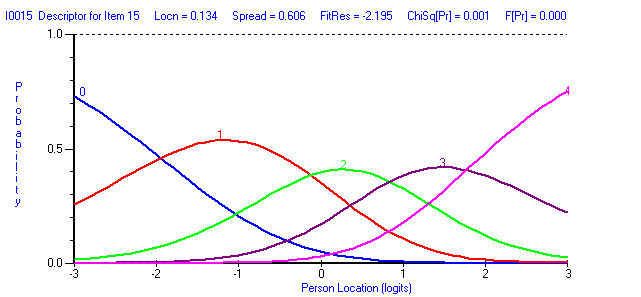 I0015 Descriptor for Item 15 Locn = 0.134 Spread = 0.606 FitRes = -2.195 ChiSq[Pr] = 0.001 F[Pr] = 0.000
1.0
Probability
0
1
2
3
4
0.5
0.0
-3 -2 -1 0 1 2 3
Person Location (logits)